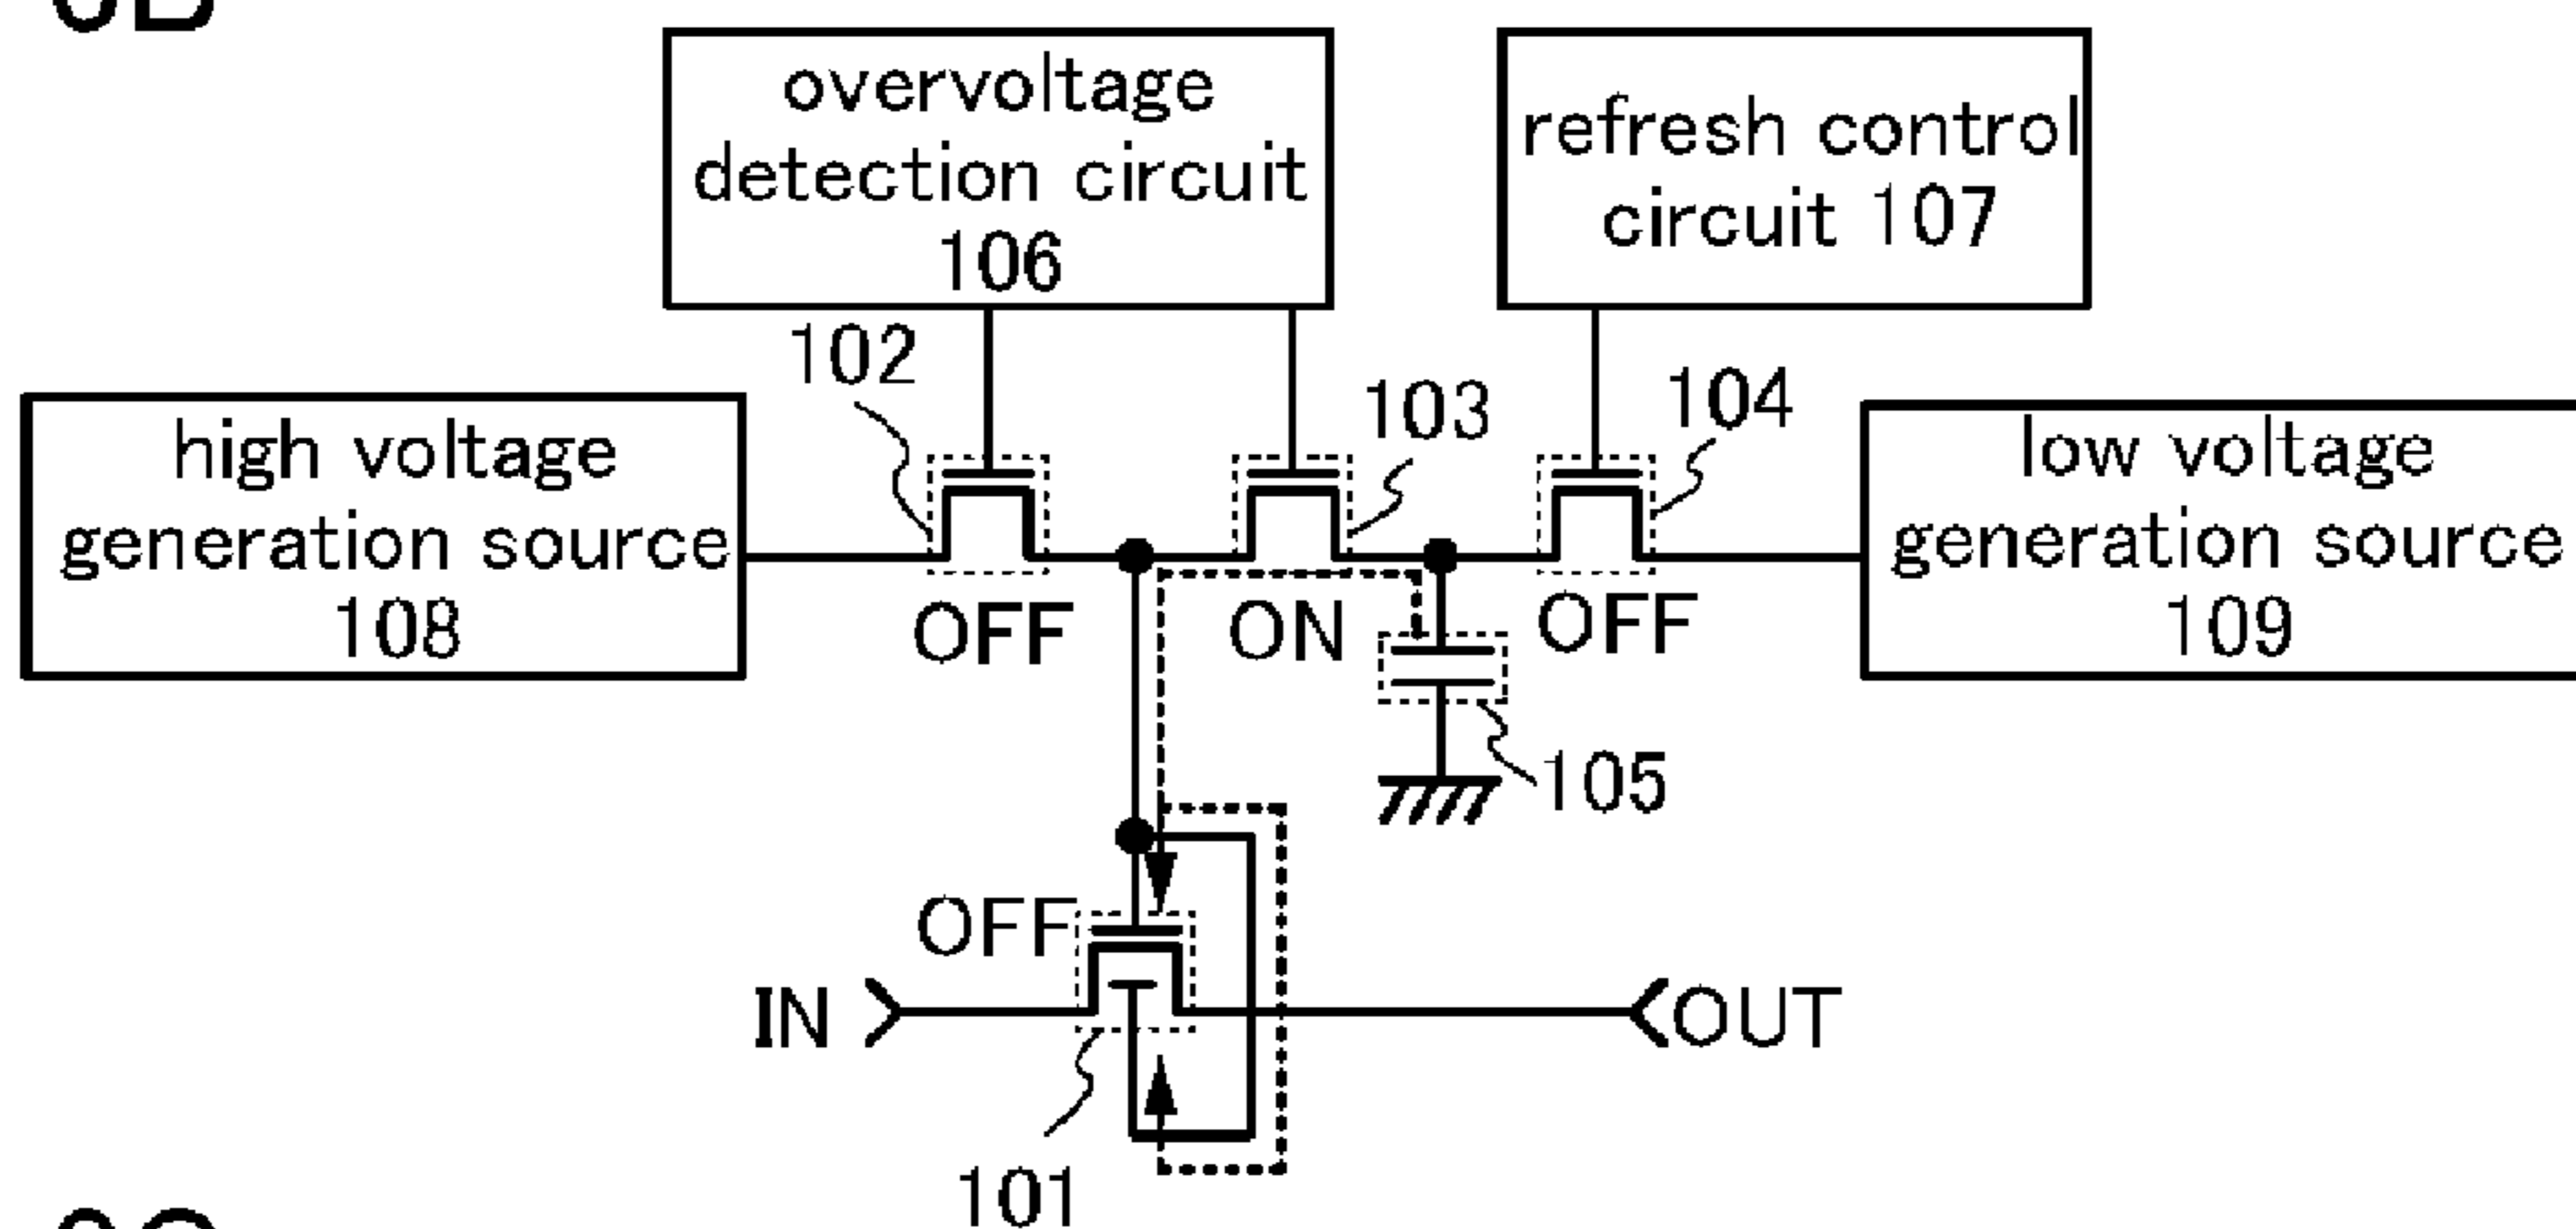 overvoltage
detection circuit
106
refresh control
circuit 107
102
103
104
high voltage
generation source
108
low voltage
generation source
109
OFF
ON
OFF
105
OFF
IN
OUT
101